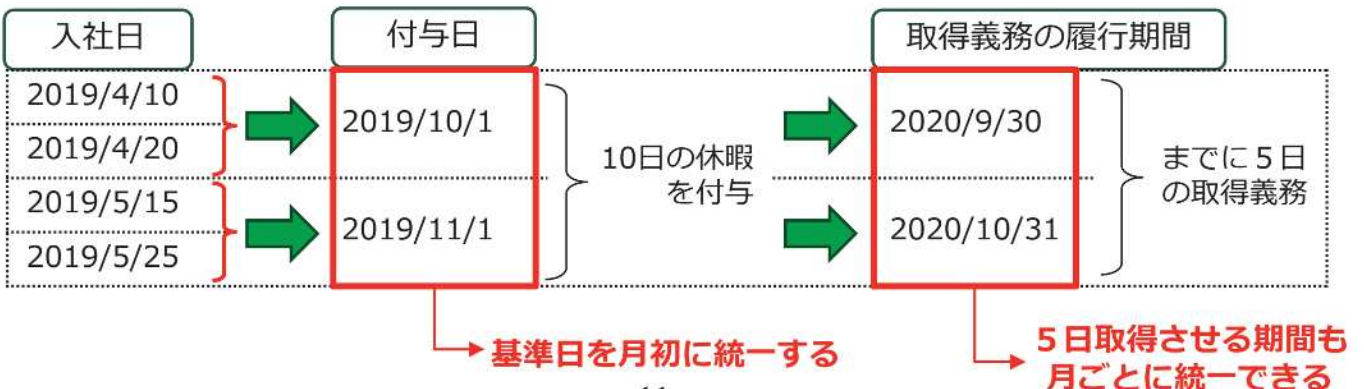 入社日
付与日
取得義務の履行期間
2019/4/10
2019/4/20
2019/5/15
2019/5/25
2019/10/1
2019/11/1
10日の休暇
を付与
2020/9/30
2020/10/31
までに５日
の取得義務
基準日を月初に統一する
５日取得させる期間も
月ごとに統一できる